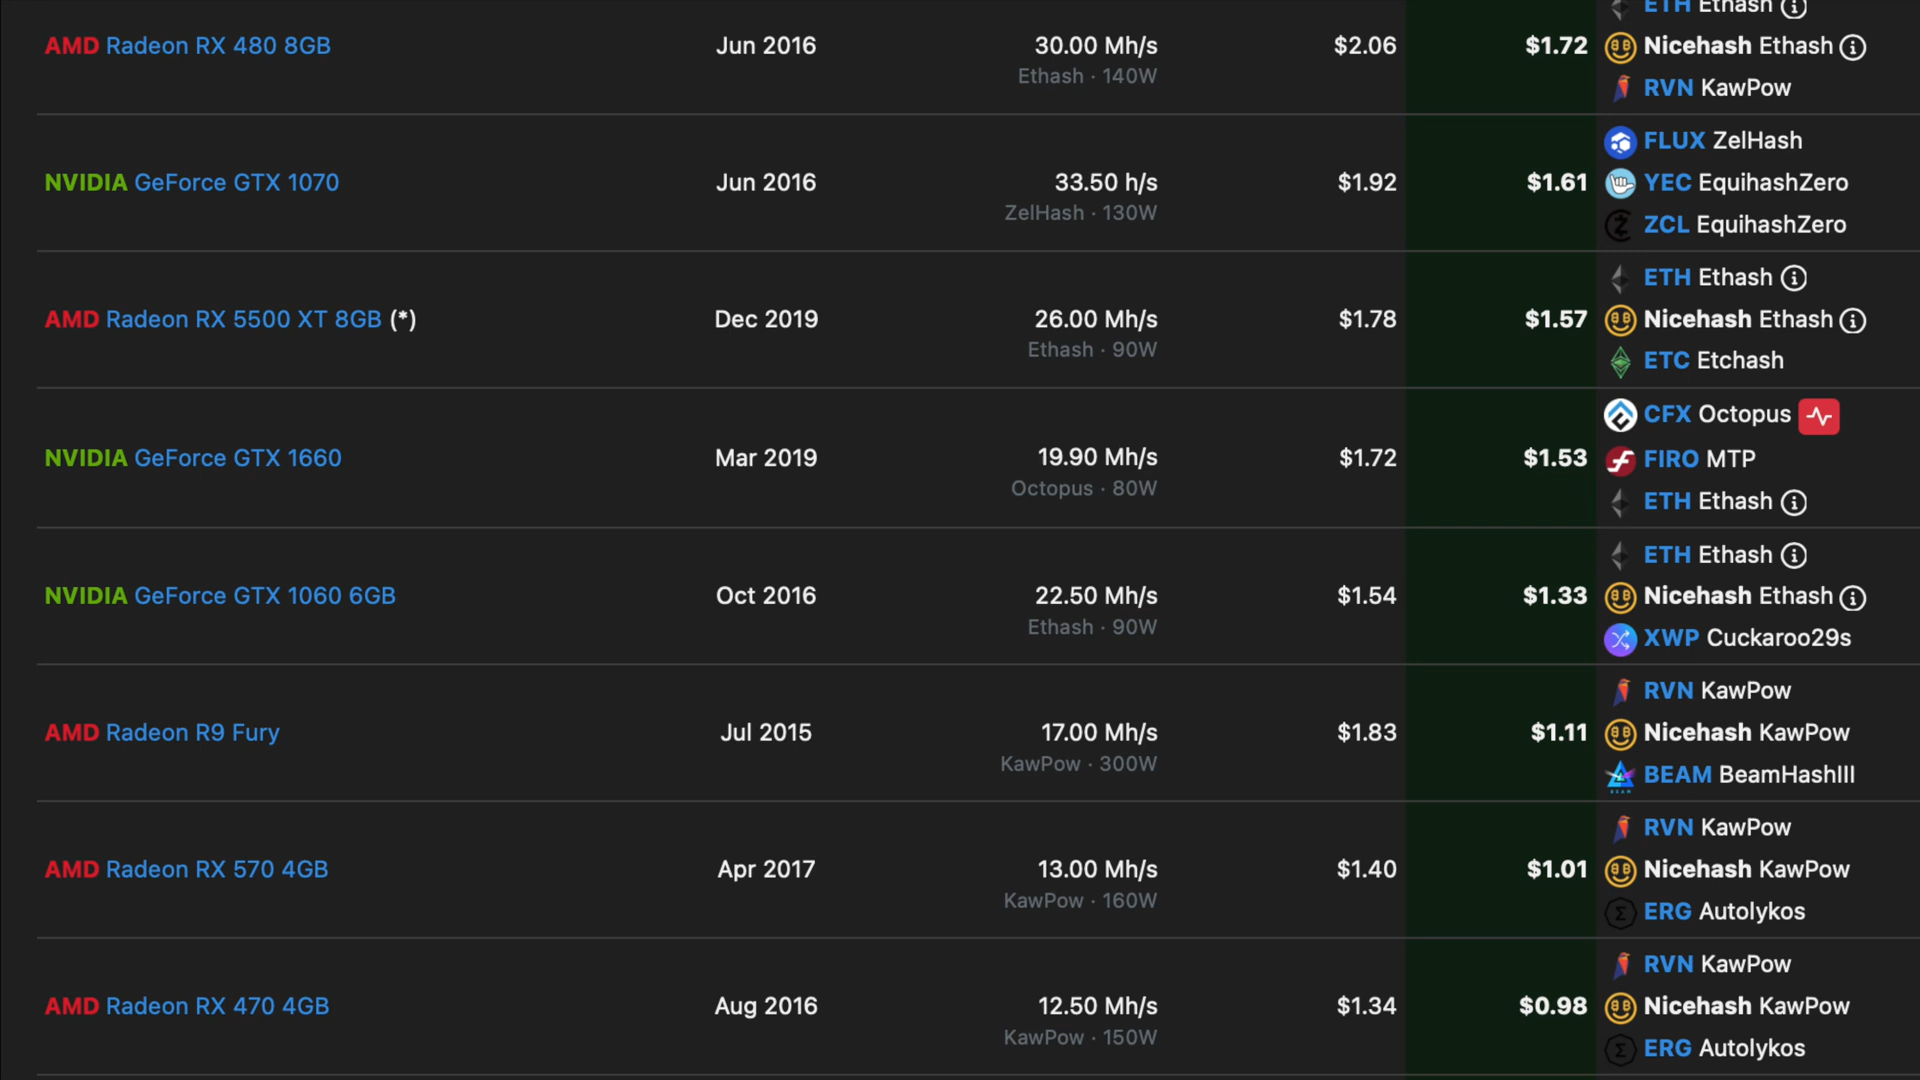 ETH Ethash
AMD Radeon RX 480 8GB Jun 2016 30.00 Mh/s $2.06 $1.72 Nicehash Ethash
Ethash · 140W
RVN KawPow
FLUX ZelHash
NVIDIA GeForce GTX 1070 Jun 2016 33.50 h/s $1.92 $1.61 YEC EquihashZero
ZelHash · 130W
ZCL EquihashZero
ETH Ethash
AMD Radeon RX 5500 XT 8GB (*) Dec 2019 26.00 Mh/s $1.78 $1.57 Nicehash Ethash
Ethash · 90W
ETC Etchash
CFX Octopus
NVIDIA GeForce GTX 1660 Mar 2019 19.90 Mh/s $1.72 $1.53 FIRO MTP
Octopus · 80W
ETH Ethash
ETH Ethash
NVIDIA GeForce GTX 1060 6GB Oct 2016 22.50 Mh/s $1.54 $1.33 Nicehash Ethash
Ethash · 90W
XWP Cuckaroo29s
RVN KawPow
AMD Radeon R9 Fury Jul 2015 17.00 Mh/s $1.83 $1.11 Nicehash KawPow
KawPow · 300W
BEAM BeamHashIII
RVN KawPow
AMD Radeon RX 570 4GB Apr 2017 13.00 Mh/s $1.40 $1.01 Nicehash KawPow
KawPow · 160W
ERG Autolykos
RVN KawPow
AMD Radeon RX 470 4GB Aug 2016 12.50 Mh/s $1.34 $0.98 Nicehash KawPow
KawPow · 150W
ERG Autolykos